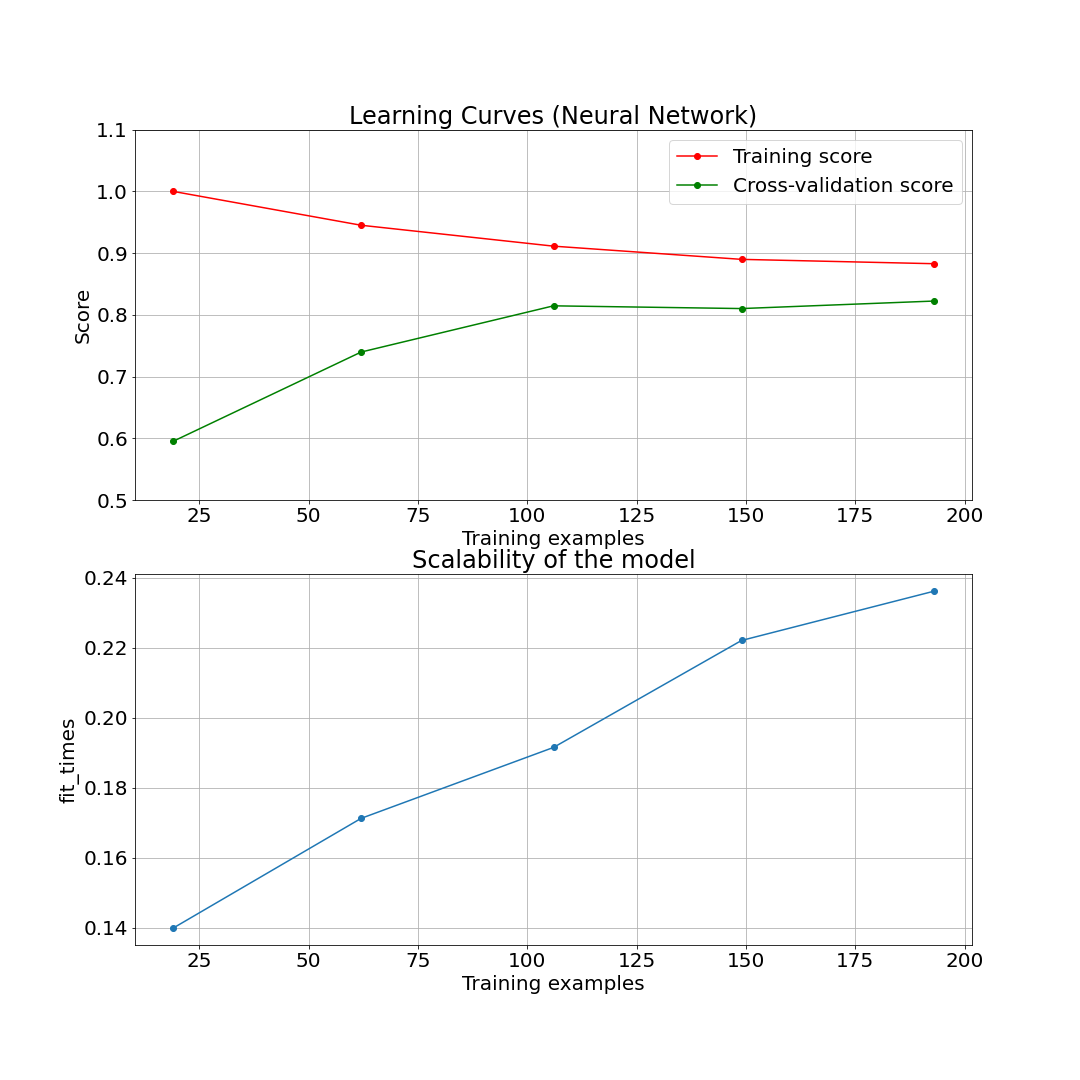 Learning Curves (Neural Network)
1.1
1.0
0.9
0.8
0.7
0.6
0.5
Score
Training score
Cross-validation score
25 50 75 100 125 150 175 200
Training examples
Scalability of the model
0.24
0.22
0.20
0.18
0.16
0.14
fit_times
25 50 75 100 125 150 175 200
Training examples